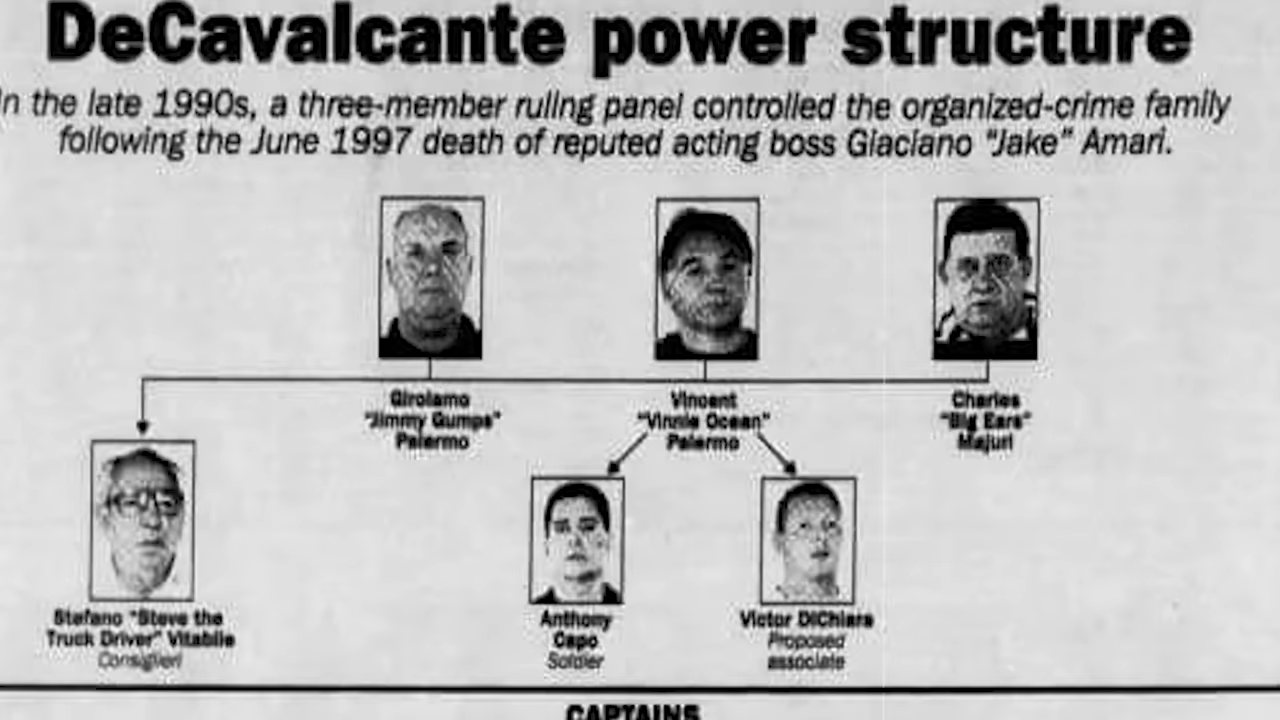 DeCavalcante power structure
In the late 1990s, a three-member ruling panel controlled the organized-crime family
following the June 1997 death of reputed acting boss Giaciano "Jake" Amari.
Girolamo
"Jimmy Gumps"
Palermo
Vincent
"Vinnie Ocean"
Palermo
Charles
"Big Ears"
Majuri
Stefano "Steve the
Truck Driver" Vitabile
Consiglieri
Anthony
Capo
Soldier
Victor DiChiara
Proposed
associate
CAPTAINS